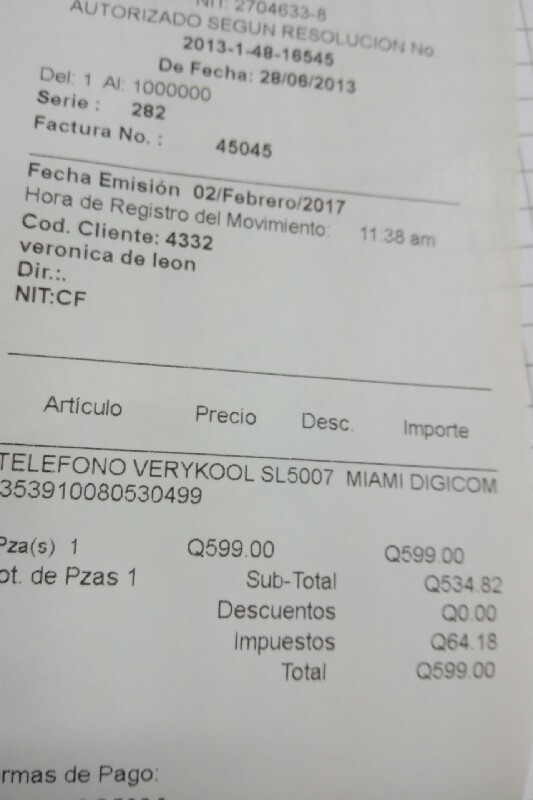 NIT: 2704633-8
AUTORIZADO SEGUN RESOLUCION No.
2013-1-48-16545
De Fecha: 28/06/2013
Del: 1 Al: 1000000
Serie : 282
Factura No. : 45045
Fecha Emisión 02/Febrero/2017
Hora de Registro del Movimiento: 11:38 am
Cod. Cliente: 4332
veronica de leon
Dir.:.
NIT:CF
Artículo Precio Desc. Importe
TELEFONO VERYKOOL SL5007 MIAMI DIGICOM
353910080530499
Pza(s) 1 Q599.00 Q599.00
ot. de Pzas 1 Sub-Total Q534.82
Descuentos Q0.00
Impuestos Q64.18
Total Q599.00
rmas de Pago: